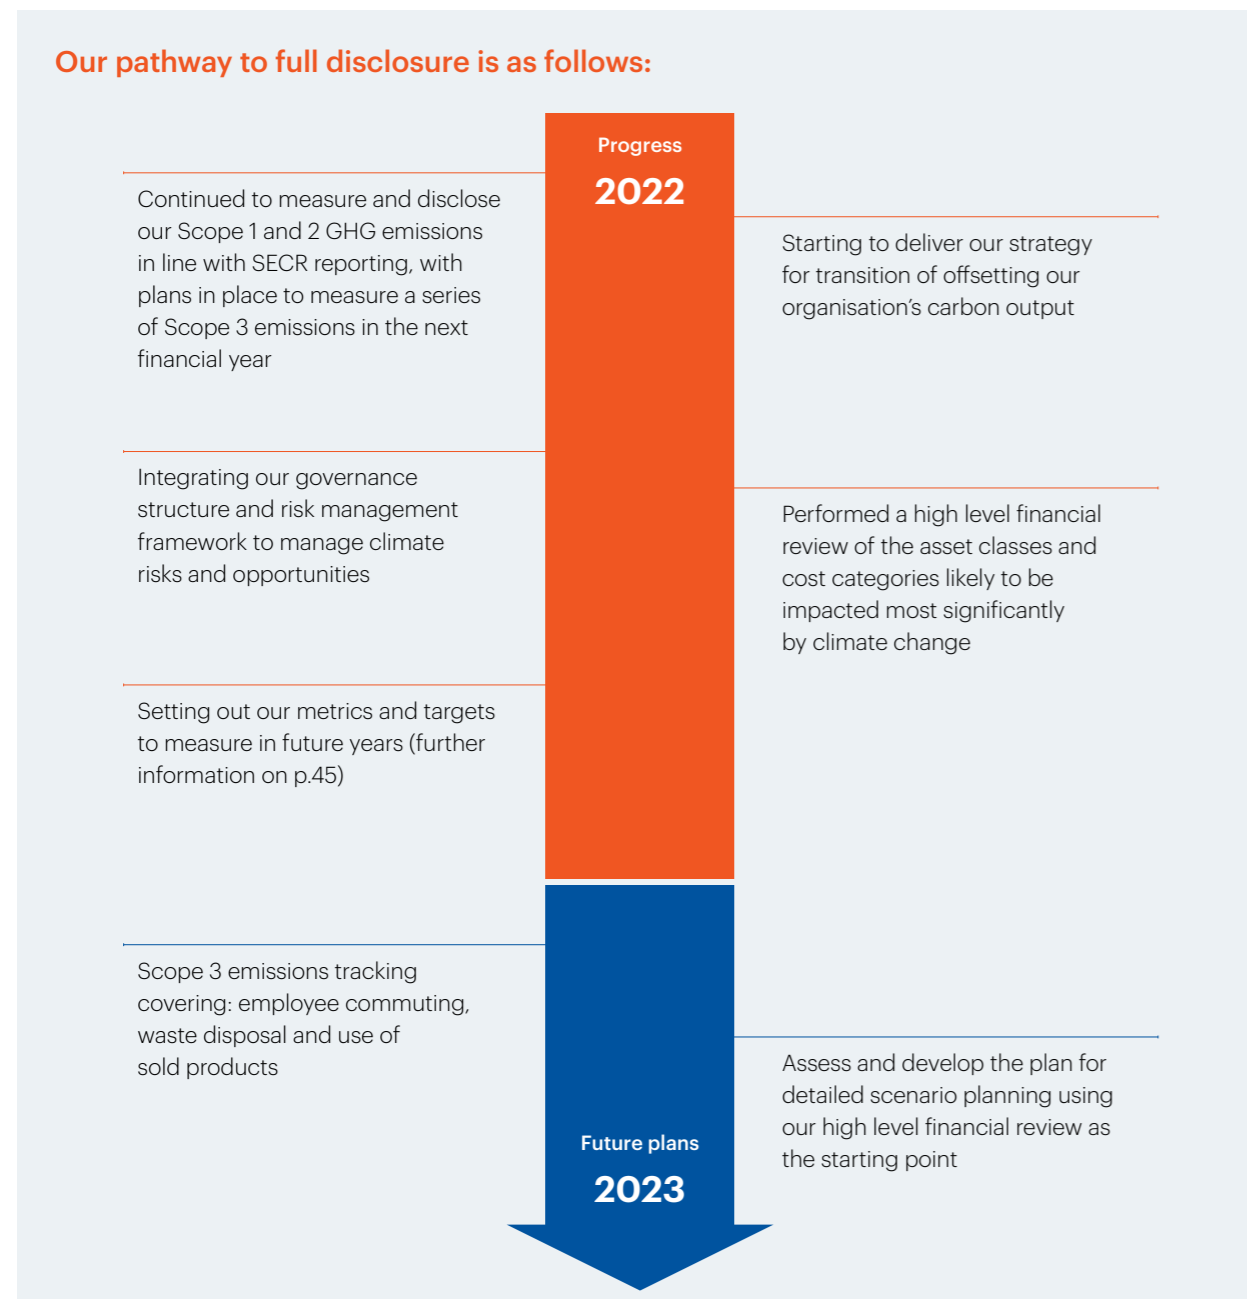 Our pathway to full disclosure is as follows:
Progress
2022
Continued to measure and disclose
our Scope 1 and 2 GHG emissions
in line with SECR reporting, with
plans in place to measure a series
of Scope 3 emissions in the next
financial year
Starting to deliver our strategy
for transition of offsetting our
organisation’s carbon output
Integrating our governance
structure and risk management
framework to manage climate
risks and opportunities
Performed a high level financial
review of the asset classes and
cost categories likely to be
impacted most significantly
by climate change
Setting out our metrics and targets
to measure in future years (further
information on p.45)
Scope 3 emissions tracking
covering: employee commuting,
waste disposal and use of
sold products
Assess and develop the plan for
detailed scenario planning using
our high level financial review as
the starting point
Future plans
2023